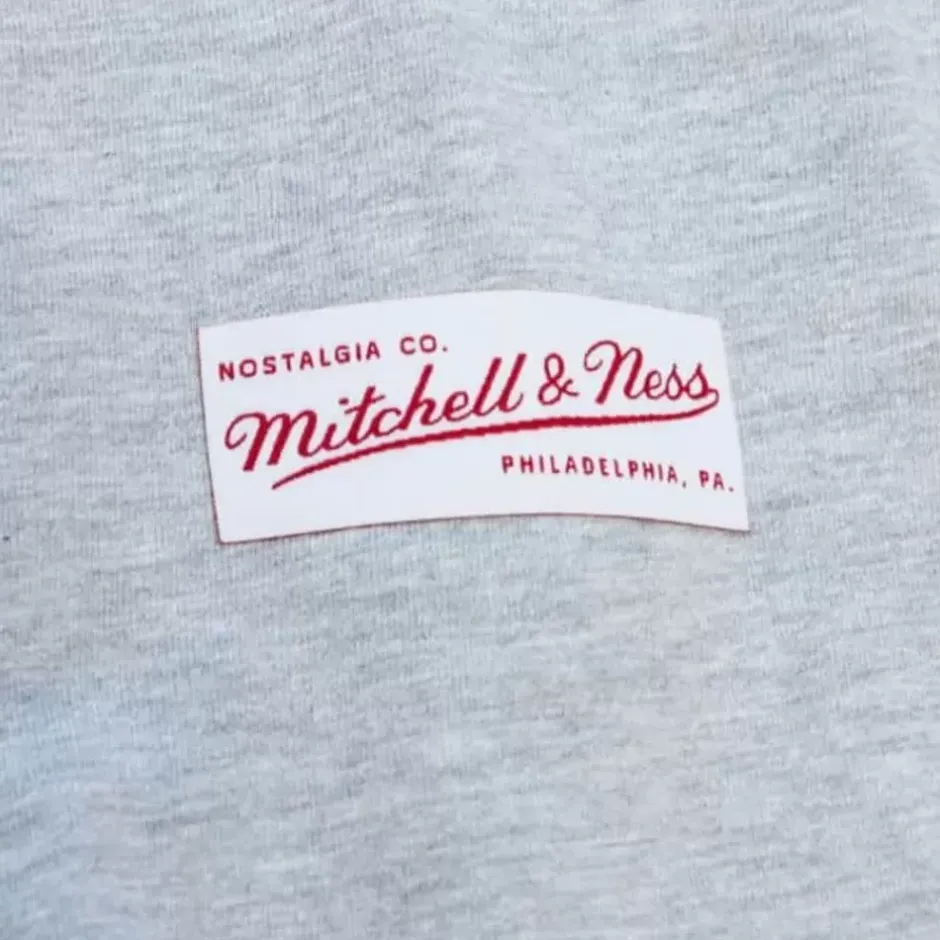 NOSTALGIA CO.
Mitchell & Ness
PHILADELPHIA, PA.